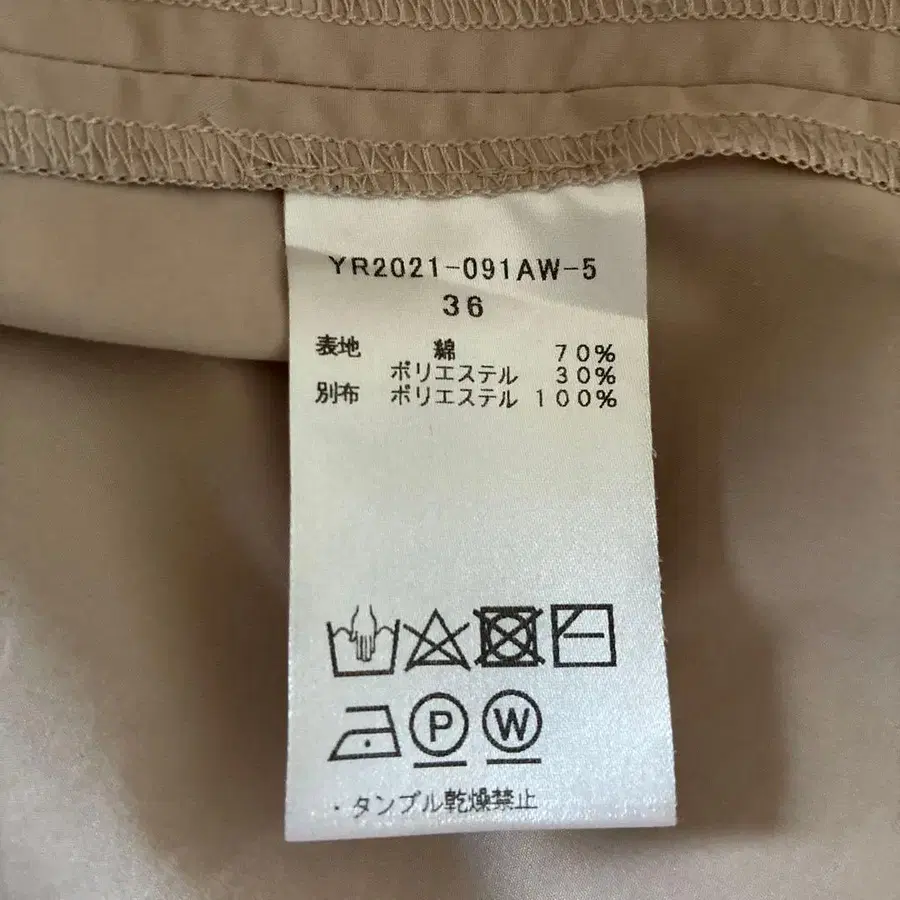 YR2021-091AW-5
36
表地 綿 70%
ポリエステル 30%
別布 ポリエステル 100%
P W
・タンブル乾燥禁止